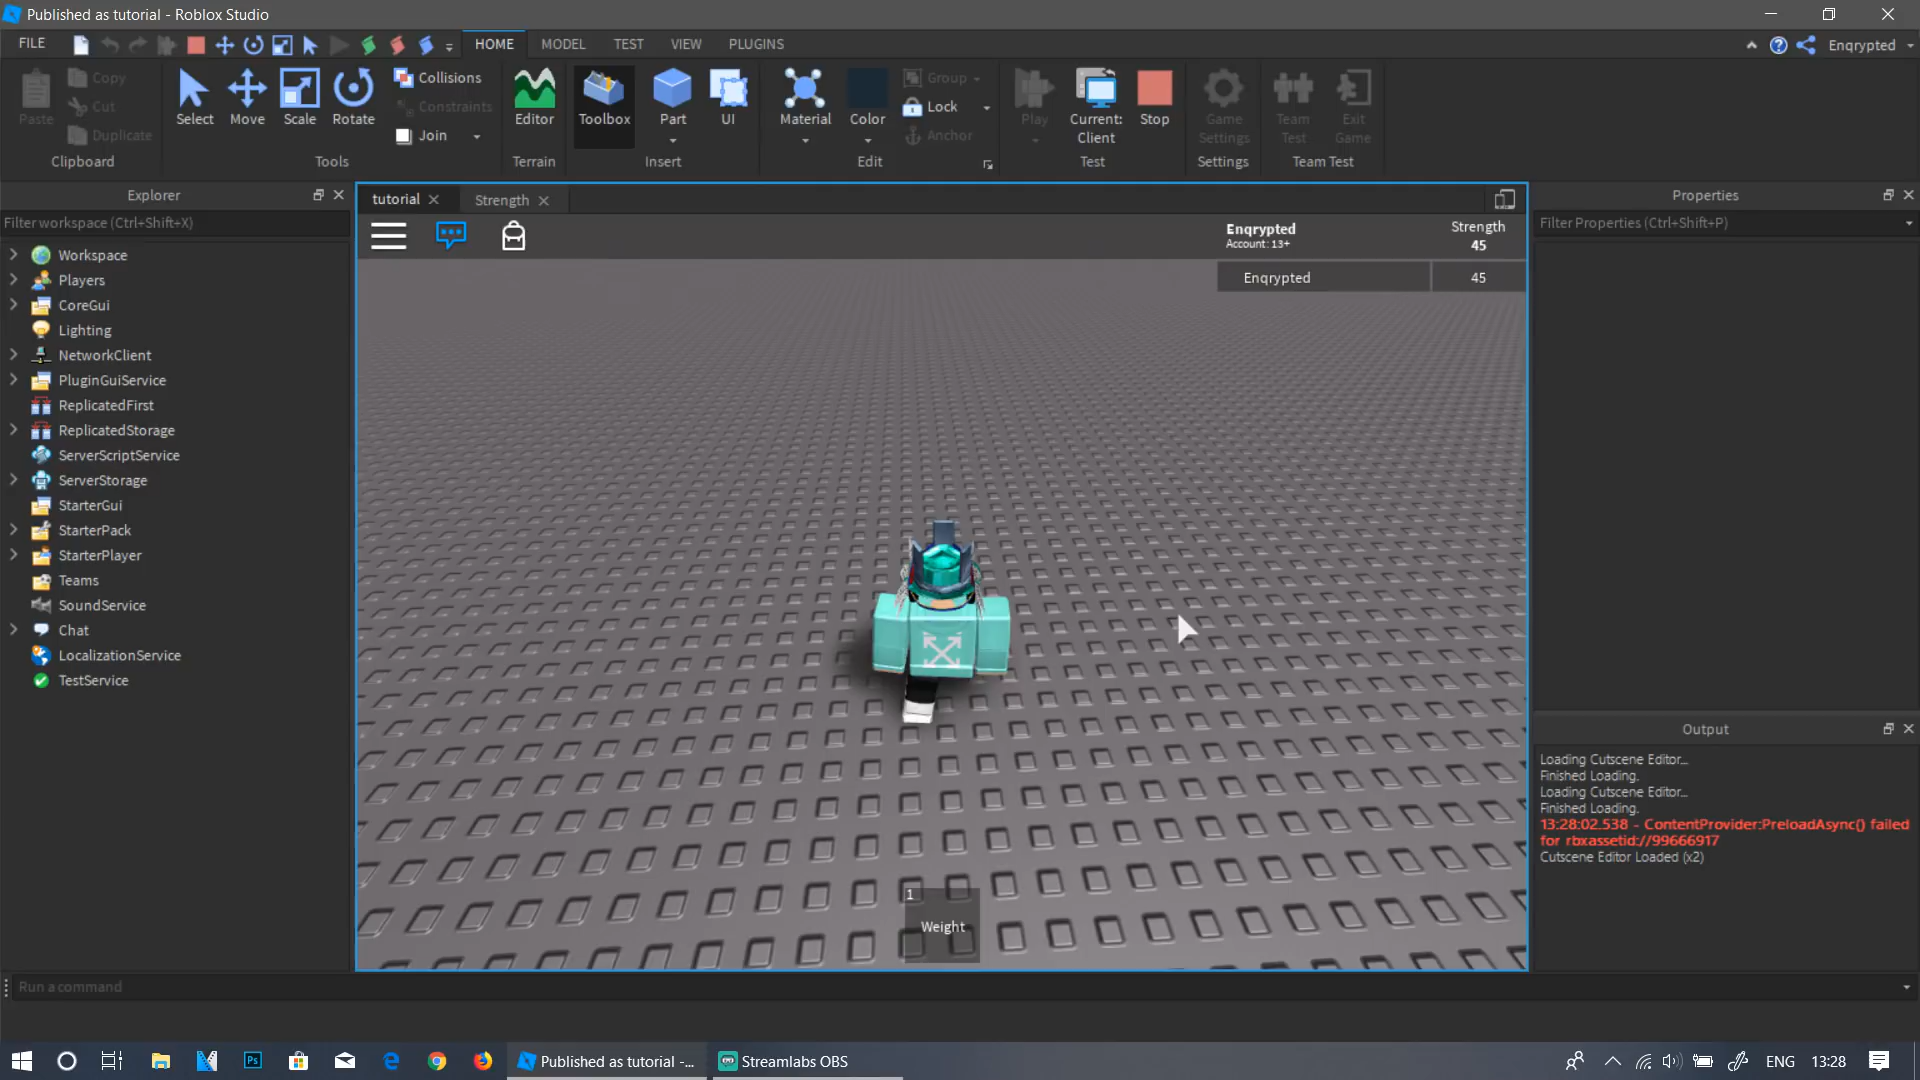 Published as tutorial - Roblox Studio
FILE
HOME
MODEL
TEST
VIEW
PLUGINS
Enqrypted
Paste
Copy
Cut
Duplicate
Clipboard
Select
Move
Scale
Rotate
Collisions
Constraints
Join
Tools
Editor
Terrain
Toolbox
Part
UI
Insert
Material
Color
Group
Lock
Anchor
Edit
Play
Current:
Client
Stop
Test
Game
Settings
Settings
Team
Test
Exit
Game
Team Test
Explorer
Filter workspace (Ctrl+Shift+X)
Workspace
Players
CoreGui
Lighting
NetworkClient
PluginGuiService
ReplicatedFirst
ReplicatedStorage
ServerScriptService
ServerStorage
StarterGui
StarterPack
StarterPlayer
Teams
SoundService
Chat
LocalizationService
TestService
tutorial
Strength
Enqrypted
Account: 13+
Strength
45
Enqrypted
45
1
Weight
Properties
Filter Properties (Ctrl+Shift+P)
Output
Loading Cutscene Editor...
Finished Loading.
Loading Cutscene Editor...
Finished Loading.
13:28:02.538 - ContentProvider:PreloadAsync() failed
for rbxassetid://99666917
Cutscene Editor Loaded (x2)
Run a command
Ps
Published as tutorial -...
Streamlabs OBS
ENG
13:28